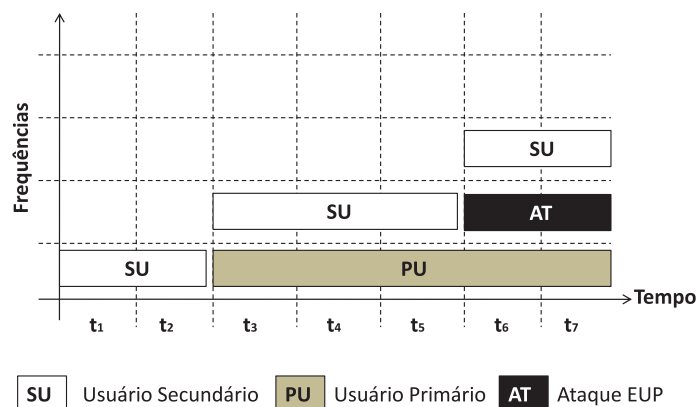 Frequências
SU
SU
AT
SU
PU
Tempo
t1 t2 t3 t4 t5 t6 t7
SU Usuário Secundário PU Usuário Primário AT Ataque EUP